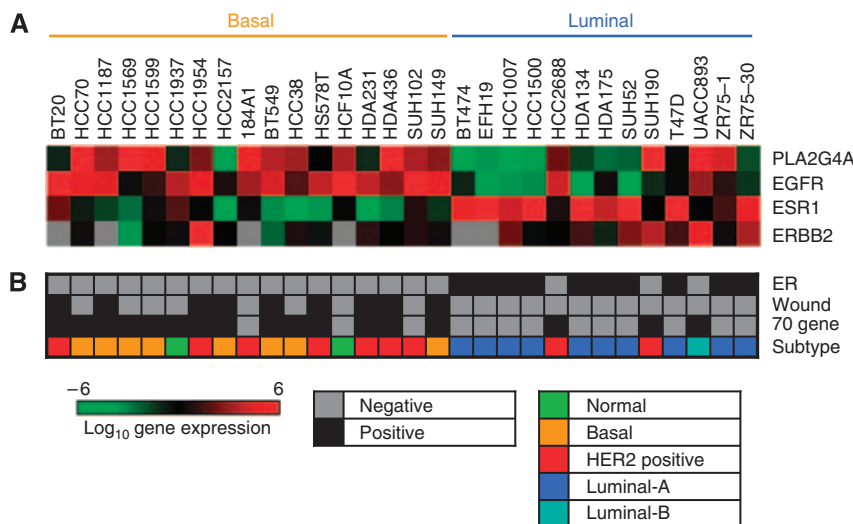 A
Basal
Luminal
BT20 HCC70 HCC1187 HCC1569 HCC1599 HCC1937 HCC1954 HCC2157 184A1 BT549 HCC38 HS578T HCF10A HDA231 HDA436 SUH102 SUH149 BT474 EFH19 HCC1007 HCC1500 HCC2688 HDA134 HDA175 SUH52 SUH190 T47D UACC893 ZR75–1 ZR75–30
PLA2G4A
EGFR
ESR1
ERBB2
B
ER
Wound
70 gene
Subtype
–6 6
Log10 gene expression
Negative
Positive
Normal
Basal
HER2 positive
Luminal-A
Luminal-B